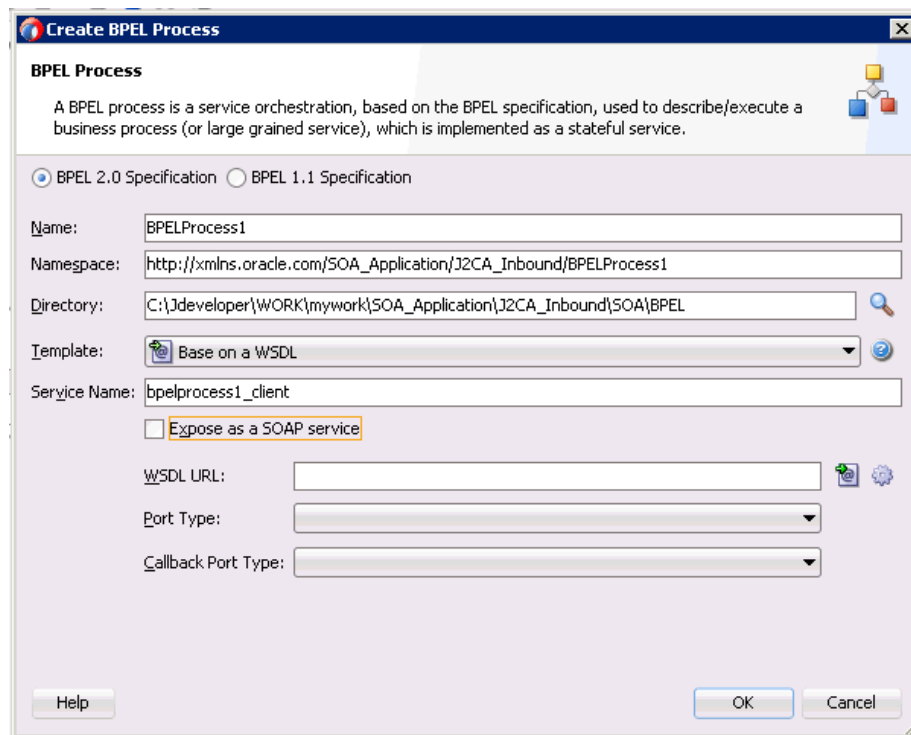 Create BPEL Process
BPEL Process
A BPEL process is a service orchestration, based on the BPEL specification, used to describe/execute a
business process (or large grained service), which is implemented as a stateful service.
BPEL 2.0 Specification BPEL 1.1 Specification
Name: BPELProcess1
Namespace: http://xmlns.oracle.com/SOA_Application/J2CA_Inbound/BPELProcess1
Directory: C:\Jdeveloper\WORK\mywork\SOA_Application\J2CA_Inbound\SOA\BPEL
Template: Base on a WSDL
Service Name: bpelprocess1_client
Expose as a SOAP service
WSDL URL:
Port Type:
Callback Port Type:
Help OK Cancel